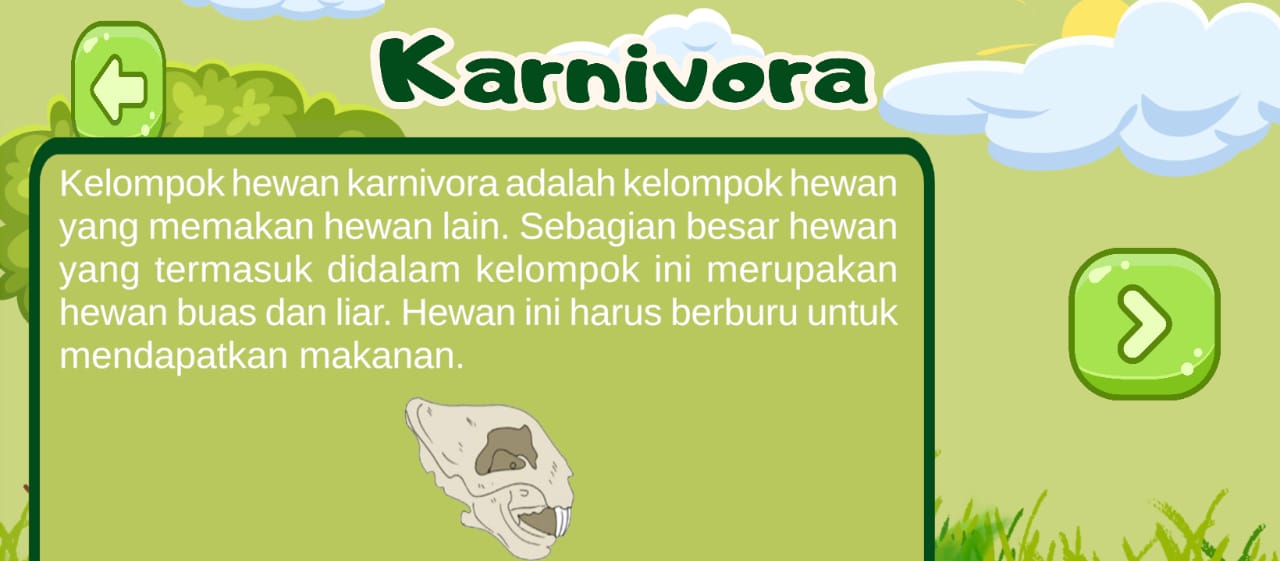 Karnivora
Kelompok hewan karnivora adalah kelompok hewan
yang memakan hewan lain. Sebagian besar hewan
yang termasuk didalam kelompok ini merupakan
hewan buas dan liar. Hewan ini harus berburu untuk
mendapatkan makanan.